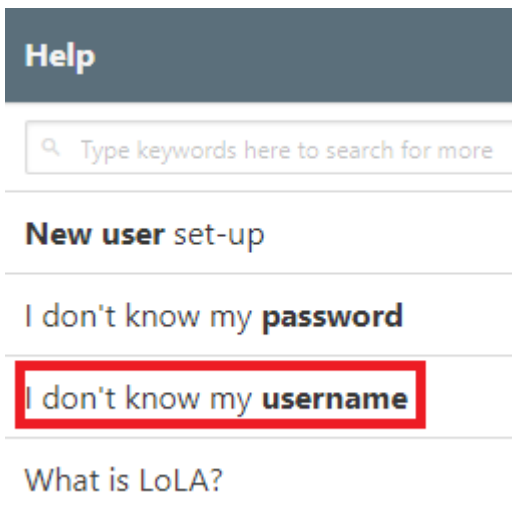 Help
Type keywords here to search for more
New user set-up
I don't know my password
I don't know my username
What is LoLA?